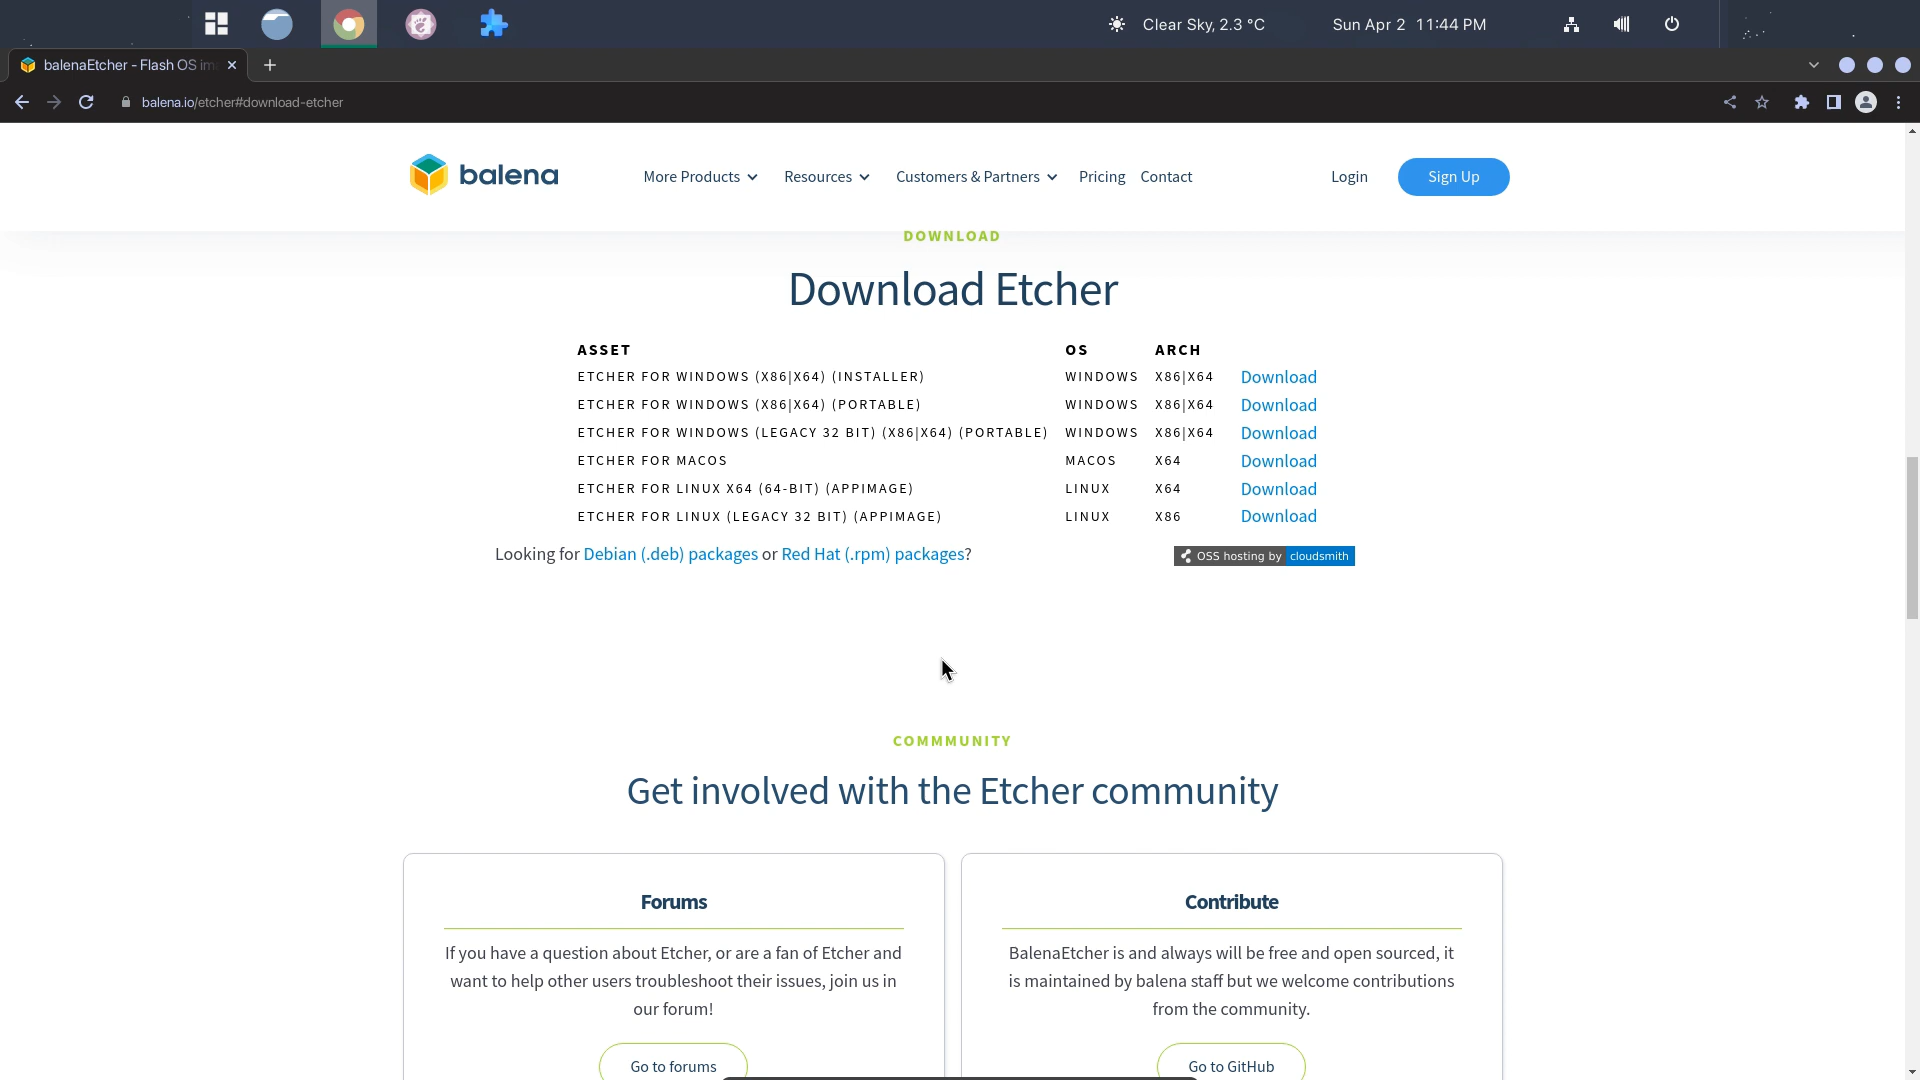 Clear Sky, 2.3 °C
Sun Apr 2 11:44 PM
balenaEtcher - Flash OS im
balena.io/etcher#download-etcher
balena
More Products
Resources
Customers & Partners
Pricing
Contact
Login
Sign Up
DOWNLOAD
Download Etcher
ASSET OS ARCH
ETCHER FOR WINDOWS (X86|X64) (INSTALLER) WINDOWS X86|X64 Download
ETCHER FOR WINDOWS (X86|X64) (PORTABLE) WINDOWS X86|X64 Download
ETCHER FOR WINDOWS (LEGACY 32 BIT) (X86|X64) (PORTABLE) WINDOWS X86|X64 Download
ETCHER FOR MACOS MACOS X64 Download
ETCHER FOR LINUX X64 (64-BIT) (APPIMAGE) LINUX X64 Download
ETCHER FOR LINUX (LEGACY 32 BIT) (APPIMAGE) LINUX X86 Download
Looking for Debian (.deb) packages or Red Hat (.rpm) packages?
OSS hosting by cloudsmith
COMMMUNITY
Get involved with the Etcher community
Forums
If you have a question about Etcher, or are a fan of Etcher and
want to help other users troubleshoot their issues, join us in
our forum!
Go to forums
Contribute
BalenaEtcher is and always will be free and open sourced, it
is maintained by balena staff but we welcome contributions
from the community.
Go to GitHub